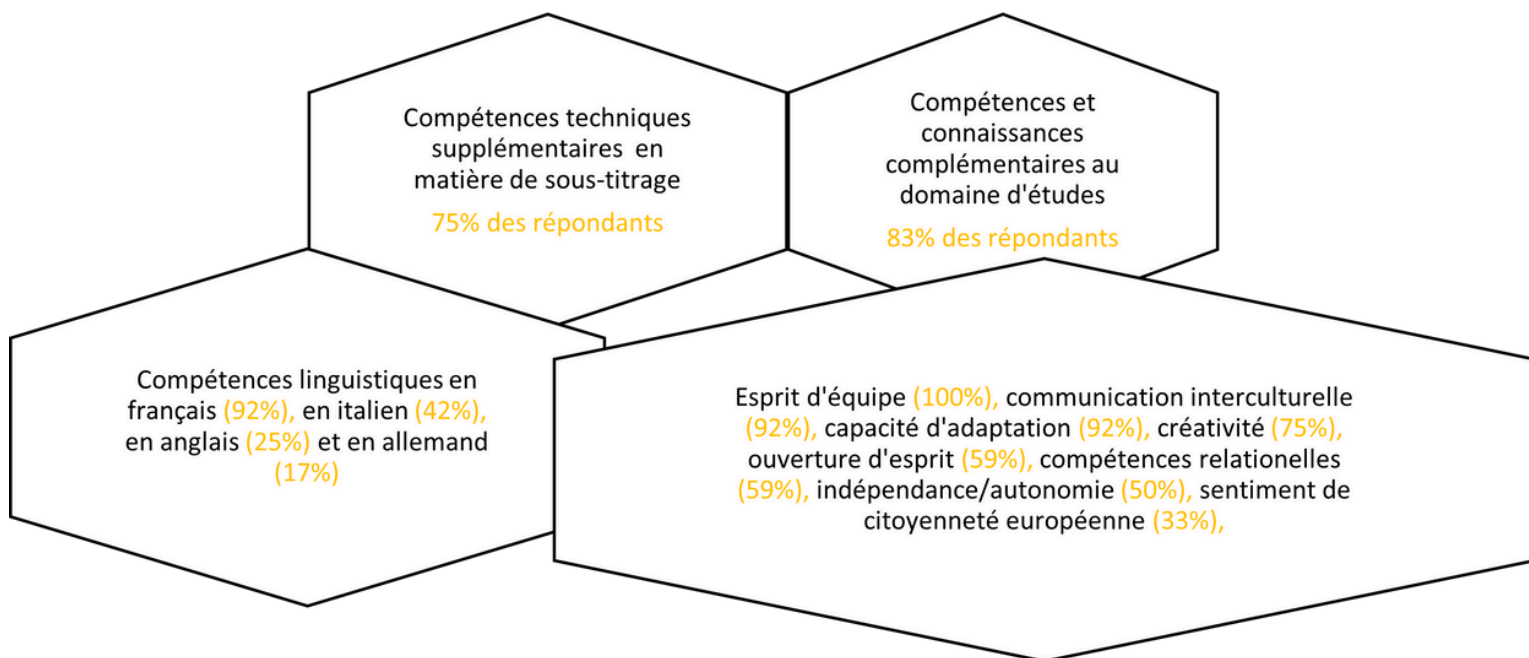 Compétences techniques
supplémentaires en
matière de sous-titrage
75% des répondants
Compétences et
connaissances
complémentaires au
domaine d'études
83% des répondants
Compétences linguistiques en
français (92%), en italien (42%),
en anglais (25%) et en allemand
(17%)
Esprit d'équipe (100%), communication interculturelle
(92%), capacité d'adaptation (92%), créativité (75%),
ouverture d'esprit (59%), compétences relationelles
(59%), indépendance/autonomie (50%), sentiment de
citoyenneté européenne (33%),